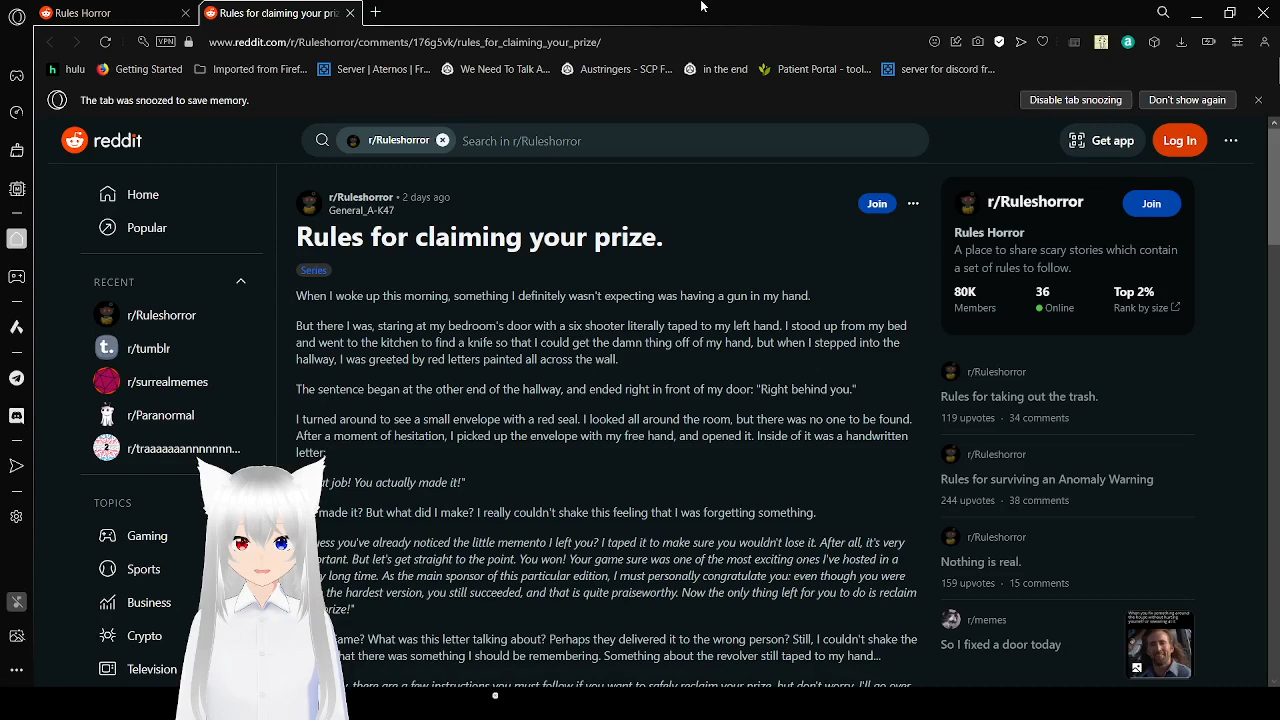 Rules Horror
Rules for claiming your pri
VPN
www.reddit.com/r/Ruleshorror/comments/176g5vk/rules_for_claiming_your_prize/
hulu
Getting Started
Imported from Firef...
Server | Aternos | Fr...
We Need To Talk A...
Austringers - SCP F...
in the end
Patient Portal - tool...
server for discord fr...
The tab was snoozed to save memory.
Disable tab snoozing
Don't show again
reddit
r/Ruleshorror
Search in r/Ruleshorror
Get app
Log In
Home
Popular
RECENT
r/Ruleshorror
r/tumblr
r/surrealmemes
r/Paranormal
r/traaaaaaannnnnnn...
TOPICS
Gaming
Sports
Business
Crypto
Television
r/Ruleshorror • 2 days ago
General_A-K47
Join
Rules for claiming your prize.
Series
When I woke up this morning, something I definitely wasn't expecting was having a gun in my hand.
But there I was, staring at my bedroom's door with a six shooter literally taped to my left hand. I stood up from my bed
and went to the kitchen to find a knife so that I could get the damn thing off of my hand, but when I stepped into the
hallway, I was greeted by red letters painted all across the wall.
The sentence began at the other end of the hallway, and ended right in front of my door: "Right behind you."
I turned around to see a small envelope with a red seal. I looked all around the room, but there was no one to be found.
After a moment of hesitation, I picked up the envelope with my free hand, and opened it. Inside of it was a handwritten
letter:
job! You actually made it!"
made it? But what did I make? I really couldn't shake this feeling that I was forgetting something.
you've already noticed the little memento I left you? I taped it to make sure you wouldn't lose it. After all, it's very
But let's get straight to the point. You won! Your game sure was one of the most exciting ones I've hosted in a
long time. As the main sponsor of this particular edition, I must personally congratulate you: even though you were
the hardest version, you still succeeded, and that is quite praiseworthy. Now the only thing left for you to do is reclaim
What was this letter talking about? Perhaps they delivered it to the wrong person? Still, I couldn't shake the
that there was something I should be remembering. Something about the revolver still taped to my hand...
there are a few instructions you must follow if you want to safely reclaim your prize, but don't worry, I'll go over
r/Ruleshorror
Join
Rules Horror
A place to share scary stories which contain
a set of rules to follow.
80K 36 Top 2%
Members Online Rank by size
r/Ruleshorror
Rules for taking out the trash.
119 upvotes · 34 comments
r/Ruleshorror
Rules for surviving an Anomaly Warning
244 upvotes · 38 comments
r/Ruleshorror
Nothing is real.
159 upvotes · 15 comments
r/memes
So I fixed a door today